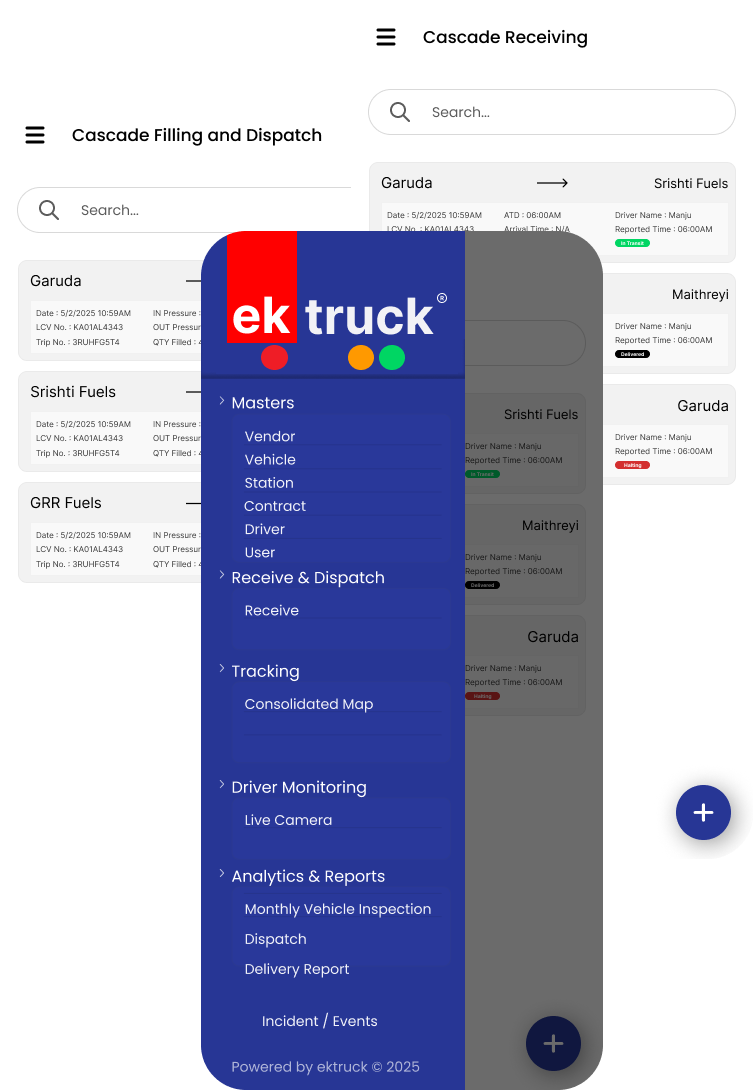 Cascade Receiving
Search...
Garuda
Srishti Fuels
Date : 5/2/2025 10:59AM
ATD : 06:00AM
Driver Name : Manju
LCV No. : KA01AL4343
Arrival Time : N/A
Reported Time : 06:00AM
In Transit
Maithreyi
Driver Name : Manju
Reported Time : 06:00AM
Delivered
Garuda
Driver Name : Manju
Reported Time : 06:00AM
Halting
Cascade Filling and Dispatch
Search...
Garuda
Date : 5/2/2025 10:59AM
IN Pressure :
LCV No. : KA01AL4343
OUT Pressur
Trip No. : 3RUHFG5T4
QTY Filled : 4
Srishti Fuels
Date : 5/2/2025 10:59AM
IN Pressure :
LCV No. : KA01AL4343
OUT Pressur
Trip No. : 3RUHFG5T4
QTY Filled : 4
GRR Fuels
Date : 5/2/2025 10:59AM
IN Pressure :
LCV No. : KA01AL4343
OUT Pressur
Trip No. : 3RUHFG5T4
QTY Filled : 4
ek truck®
Masters
Vendor
Vehicle
Station
Contract
Driver
User
Receive & Dispatch
Receive
Tracking
Consolidated Map
Driver Monitoring
Live Camera
Analytics & Reports
Monthly Vehicle Inspection
Dispatch
Delivery Report
Incident / Events
Powered by ektruck © 2025
Srishti Fuels
Driver Name : Manju
Reported Time : 06:00AM
In Transit
Maithreyi
Driver Name : Manju
Reported Time : 06:00AM
Delivered
Garuda
Driver Name : Manju
Reported Time : 06:00AM
Halting